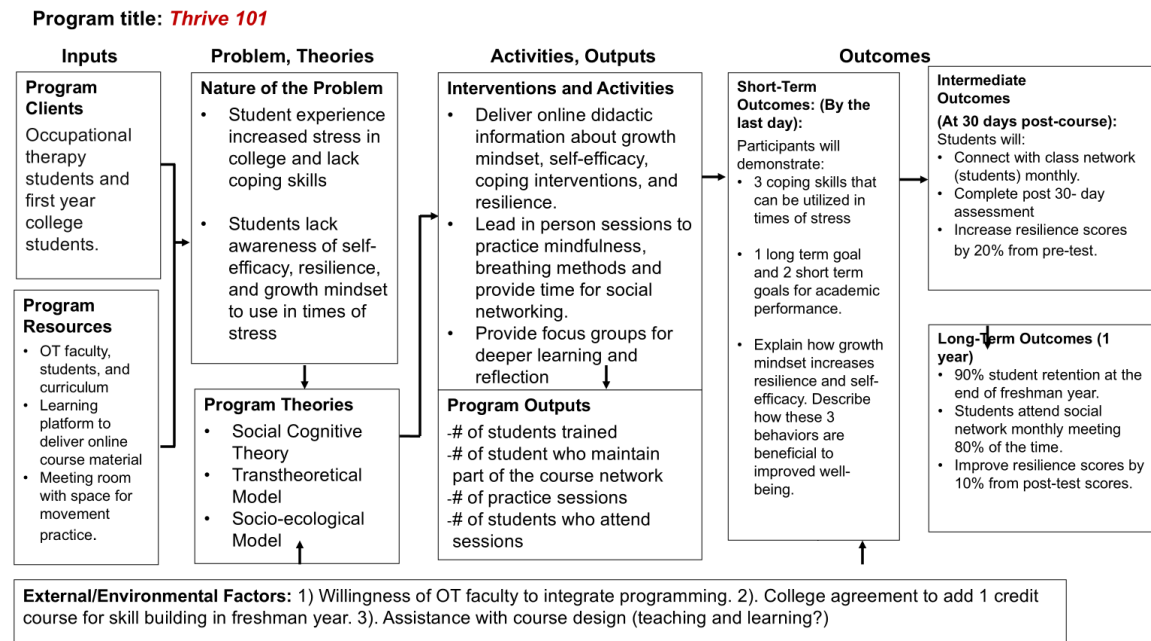 Program title: Thrive 101
Inputs
Program
Clients
Occupational
therapy
students and
first year
college
students.
Program
Resources
• OT faculty,
students, and
curriculum
• Learning
platform to
deliver online
course material
• Meeting room
with space for
movement
practice.
Problem, Theories
Nature of the Problem
• Student experience
increased stress in
college and lack
coping skills
• Students lack
awareness of self-
efficacy, resilience,
and growth mindset
to use in times of
stress
Program Theories
• Social Cognitive
Theory
• Transtheoretical
Model
• Socio-ecological
Model
Activities, Outputs
Interventions and Activities
• Deliver online didactic
information about growth
mindset, self-efficacy,
coping interventions, and
resilience.
• Lead in person sessions to
practice mindfulness,
breathing methods and
provide time for social
networking.
• Provide focus groups for
deeper learning and
reflection
Program Outputs
-# of students trained
-# of student who maintain
part of the course network
-# of practice sessions
-# of students who attend
sessions
Outcomes
Short-Term
Outcomes: (By the
last day):
Participants will
demonstrate:
• 3 coping skills that
can be utilized in
times of stress
• 1 long term goal
and 2 short term
goals for academic
performance.
• Explain how growth
mindset increases
resilience and self-
efficacy. Describe
how these 3
behaviors are
beneficial to
improved well-
being.
Intermediate
Outcomes
(At 30 days post-course):
Students will:
• Connect with class network
(students) monthly.
• Complete post 30- day
assessment
• Increase resilience scores
by 20% from pre-test.
Long-Term Outcomes (1
year)
• 90% student retention at the
end of freshman year.
• Students attend social
network monthly meeting
80% of the time.
• Improve resilience scores by
10% from post-test scores.
External/Environmental Factors: 1) Willingness of OT faculty to integrate programming. 2). College agreement to add 1 credit
course for skill building in freshman year. 3). Assistance with course design (teaching and learning?)